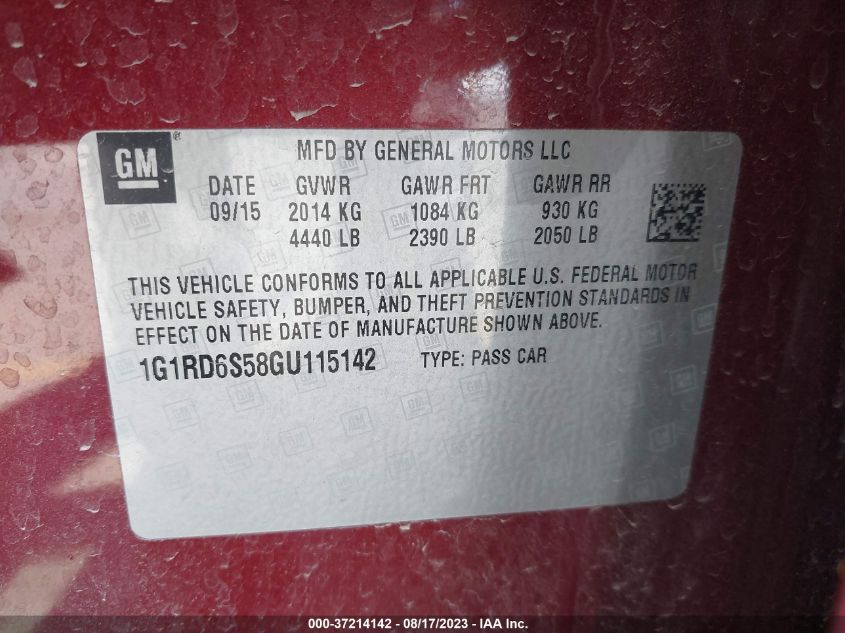 GM ®
MFD BY GENERAL MOTORS LLC
DATE GVWR GAWR FRT GAWR RR
09/15 2014 KG 1084 KG 930 KG
4440 LB 2390 LB 2050 LB
THIS VEHICLE CONFORMS TO ALL APPLICABLE U.S. FEDERAL MOTOR
VEHICLE SAFETY, BUMPER, AND THEFT PREVENTION STANDARDS IN
EFFECT ON THE DATE OF MANUFACTURE SHOWN ABOVE.
1G1RD6S58GU115142 TYPE: PASS CAR
000-37214142 - 08/17/2023 - IAA Inc.